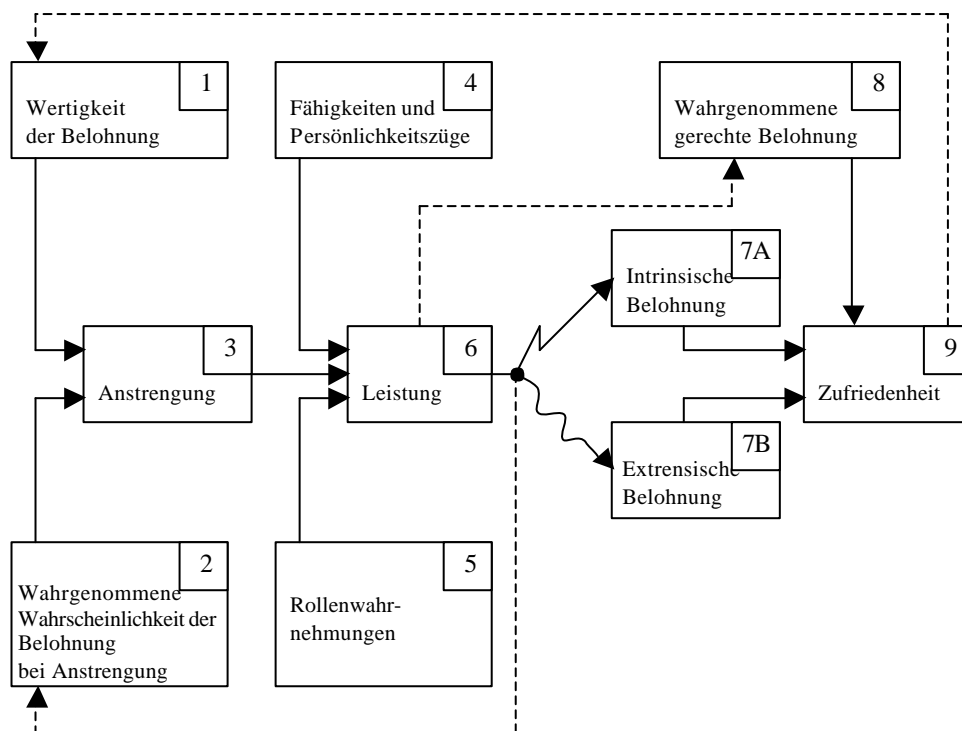 1
Wertigkeit
der Belohnung
4
Fähigkeiten und
Persönlichkeitszüge
8
Wahrgenommene
gerechte Belohnung
7A
Intrinsische
Belohnung
3
Anstrengung
6
Leistung
9
Zufriedenheit
7B
Extrensische
Belohnung
2
Wahrgenommene
Wahrscheinlichkeit der
Belohnung
bei Anstrengung
5
Rollenwahr-
nehmungen